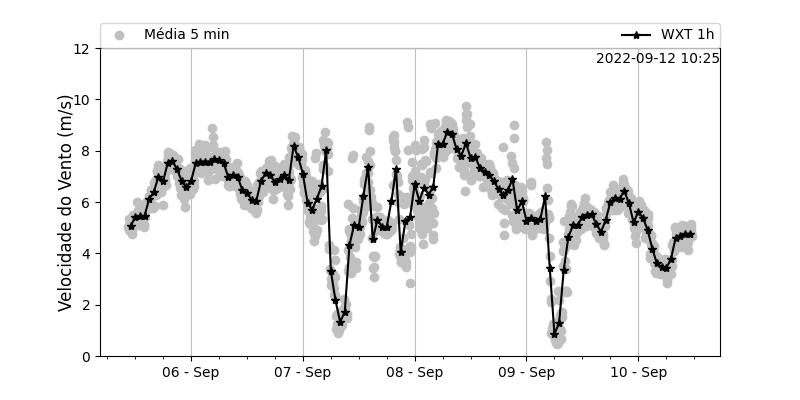 Média 5 min
WXT 1h
2022-09-12 10:25
Velocidade do Vento (m/s)
12
10
8
6
4
2
0
06 - Sep
07 - Sep
08 - Sep
09 - Sep
10 - Sep